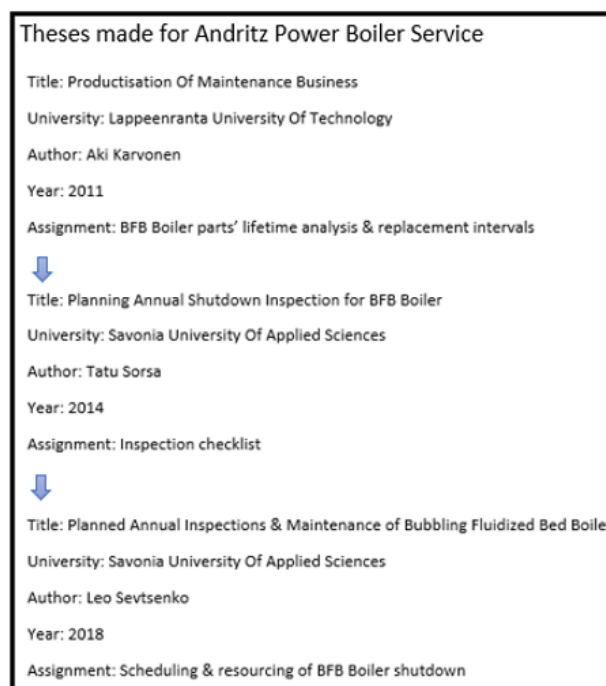 Theses made for Andritz Power Boiler Service
Title: Productisation Of Maintenance Business
University: Lappeenranta University Of Technology
Author: Aki Karvonen
Year: 2011
Assignment: BFB Boiler parts’ lifetime analysis & replacement intervals
Title: Planning Annual Shutdown Inspection for BFB Boiler
University: Savonia University Of Applied Sciences
Author: Tatu Sorsa
Year: 2014
Assignment: Inspection checklist
Title: Planned Annual Inspections & Maintenance of Bubbling Fluidized Bed Boile
University: Savonia University Of Applied Sciences
Author: Leo Sevtsenko
Year: 2018
Assignment: Scheduling & resourcing of BFB Boiler shutdown